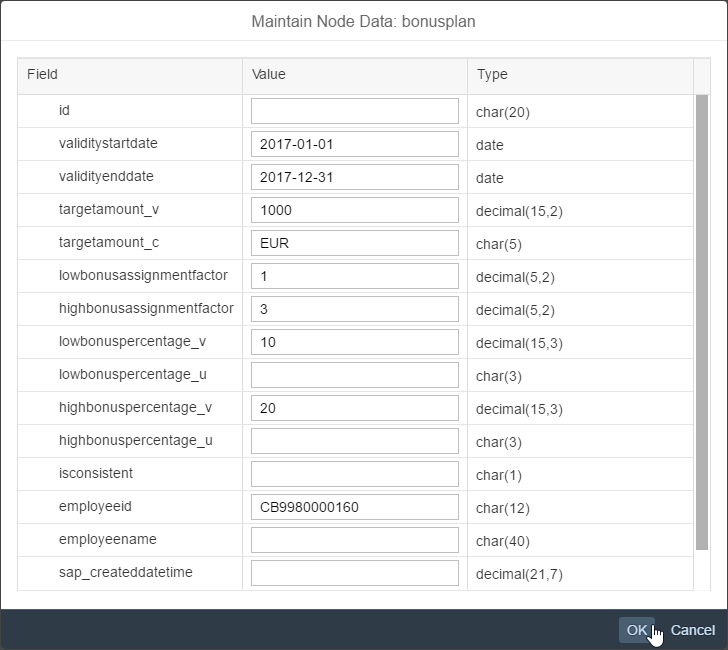 Maintain Node Data: bonusplan
Field Value Type
id char(20)
validitystartdate 2017-01-01 date
validityenddate 2017-12-31 date
targetamount_v 1000 decimal(15,2)
targetamount_c EUR char(5)
lowbonusassignmentfactor 1 decimal(5,2)
highbonusassignmentfactor 3 decimal(5,2)
lowbonuspercentage_v 10 decimal(15,3)
lowbonuspercentage_u char(3)
highbonuspercentage_v 20 decimal(15,3)
highbonuspercentage_u char(3)
isconsistent char(1)
employeeid CB9980000160 char(12)
employeename char(40)
sap_createddatetime decimal(21,7)
OK Cancel